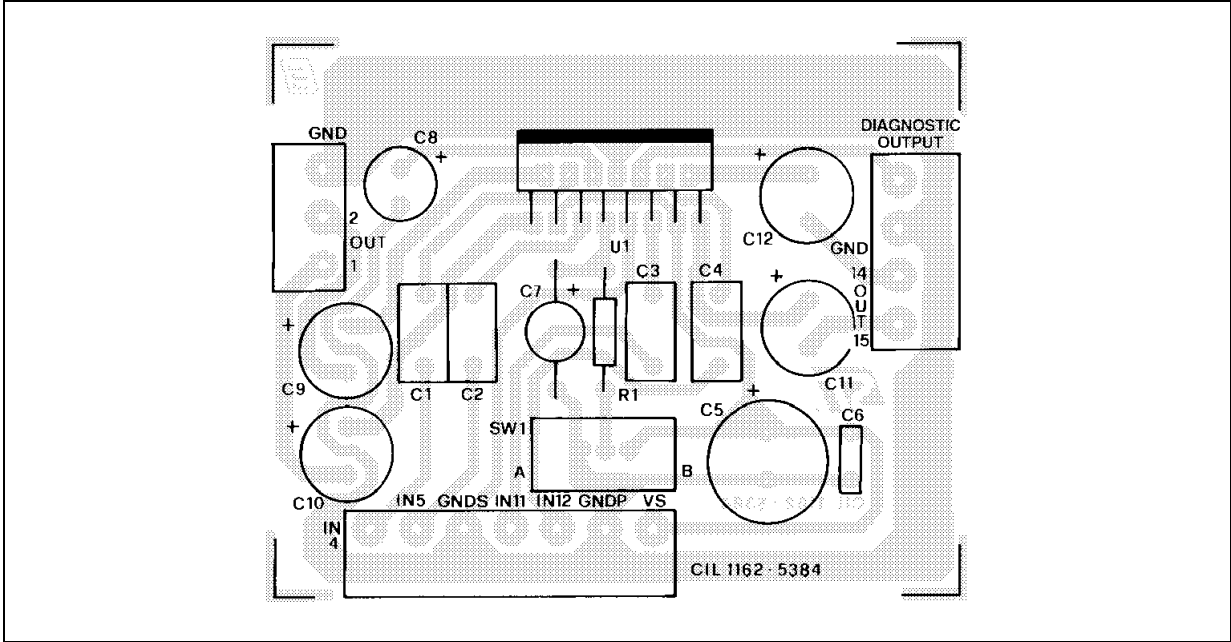 DIAGNOSTIC
OUTPUT
GND
C8
+
+
2
OUT
1
U1
C12
GND
14
OUT
15
C3
C4
+
C7
+
+
C9
C1
C2
R1
C11
+
C5
C6
SW1
+
A
B
C10
IN5 GNDS IN11 IN12 GNDP VS
IN
4
CIL 1162 - 5384